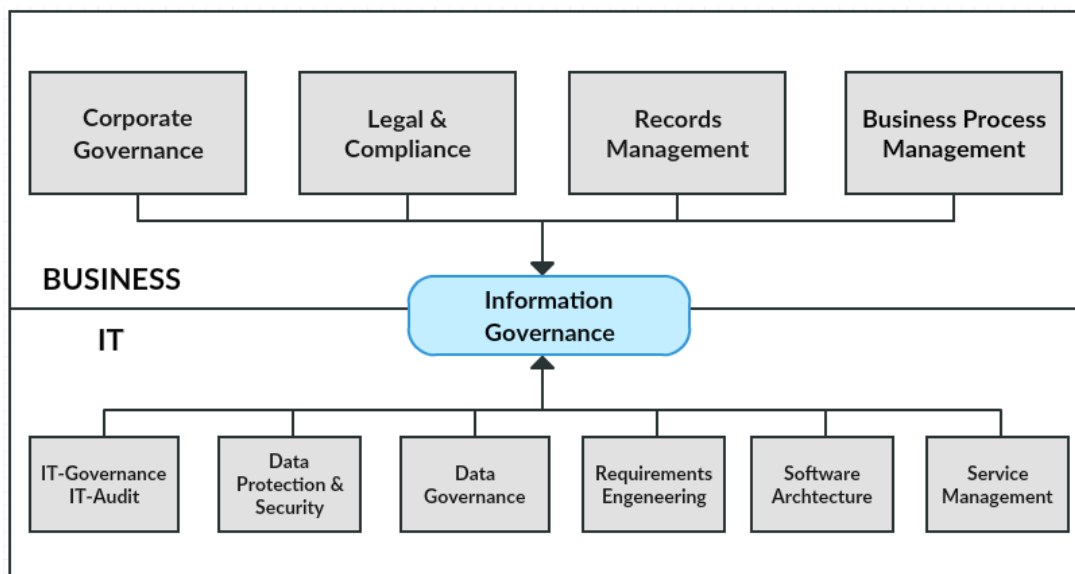 Corporate
Governance
Legal &
Compliance
Records
Management
Business Process
Management
BUSINESS
Information
Governance
IT
IT-Governance
IT-Audit
Data
Protection &
Security
Data
Governance
Requirements
Engeneering
Software
Archtecture
Service
Management